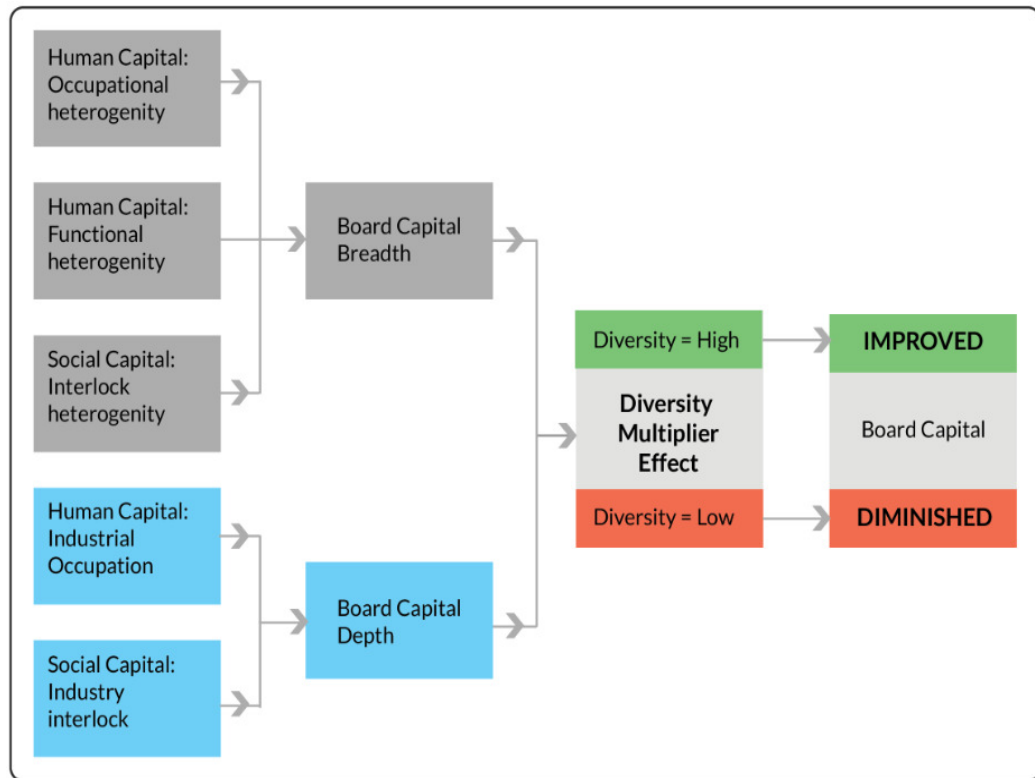 Human Capital:
Occupational
heterogenity
Human Capital:
Functional
heterogenity
Social Capital:
Interlock
heterogenity
Human Capital:
Industrial
Occupation
Social Capital:
Industry
interlock
Board Capital
Breadth
Board Capital
Depth
Diversity = High
Diversity
Multiplier
Effect
Diversity = Low
IMPROVED
Board Capital
DIMINISHED